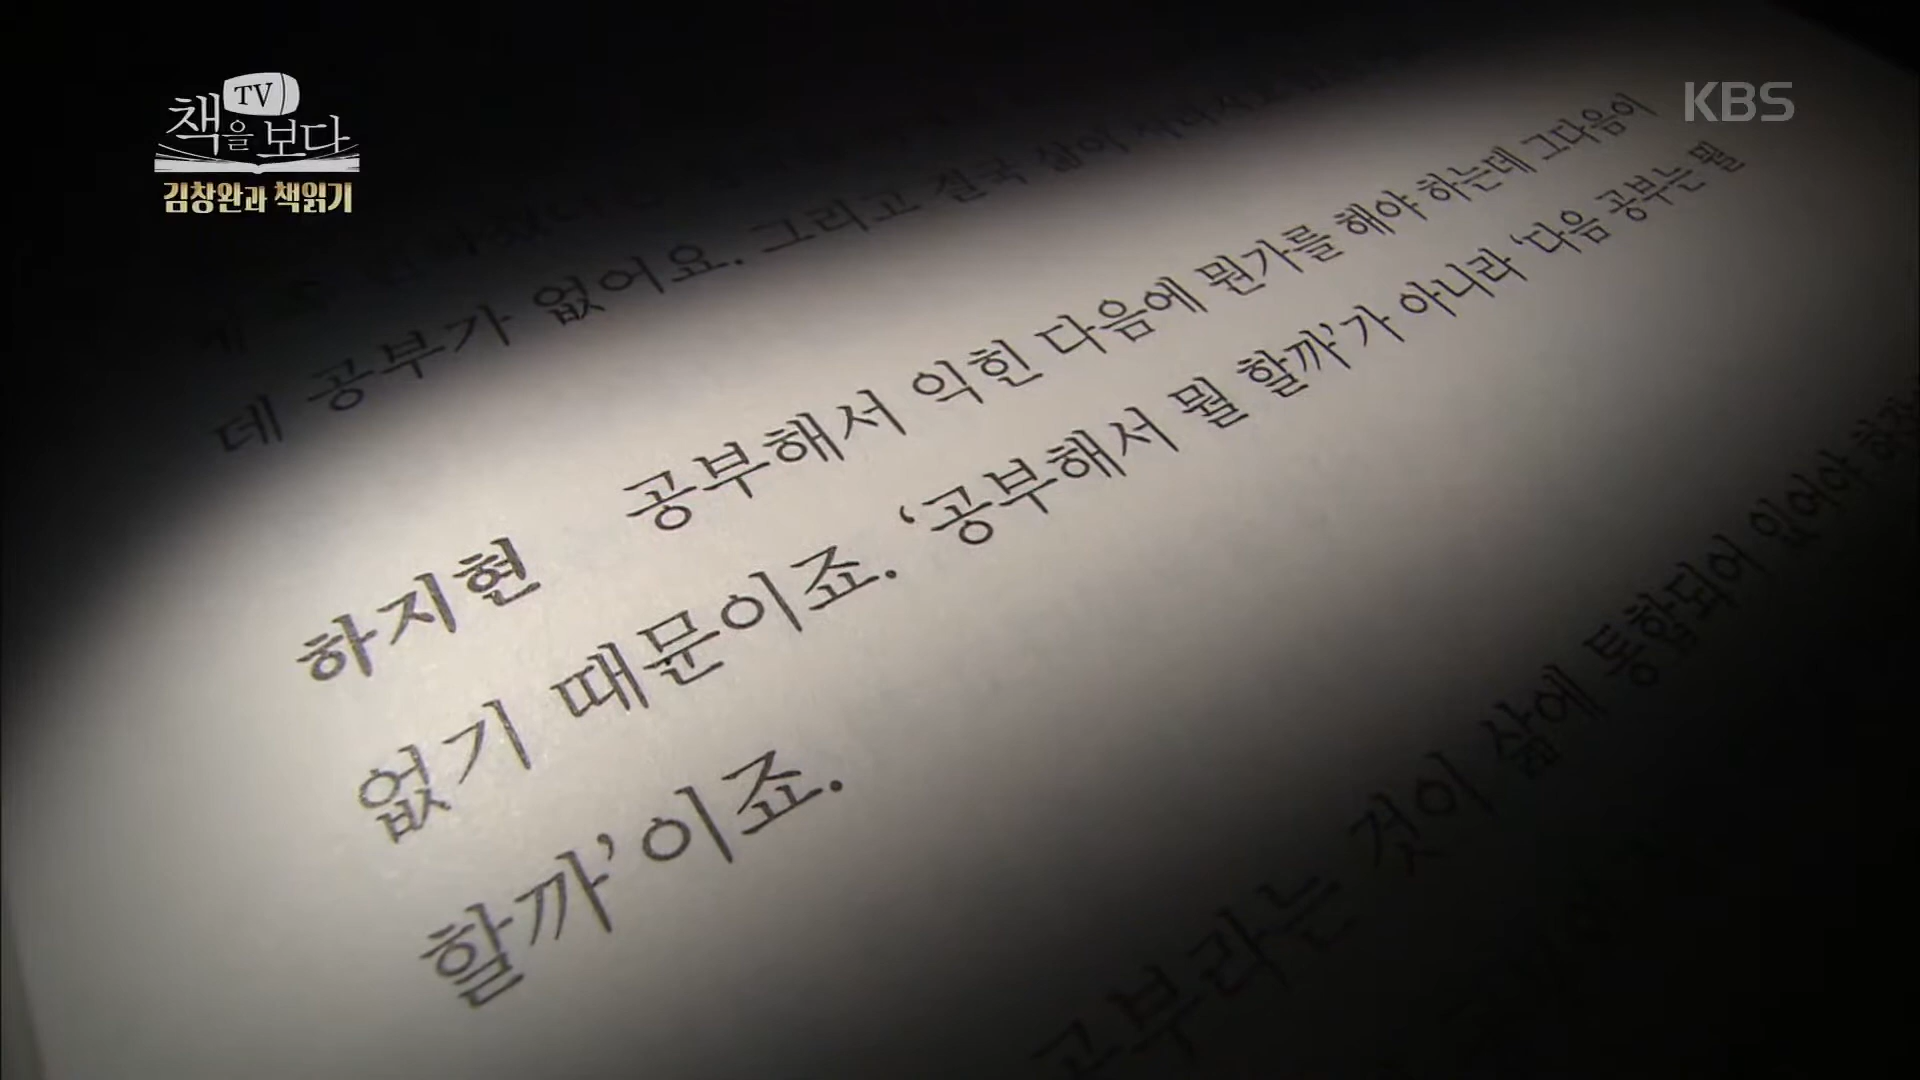 TV
책을 보다
김창완과 책읽기
KBS
데 공부가 없어요. 그리고 결국 삶이
하지현 공부해서 익힌 다음에 뭔가를 해야 하는데 그다음이
없기 때문이죠. ‘공부해서 뭘 할까’가 아니라 ‘다음 공부는 뭘
할까’이죠.
공부라는 것이 삶에 통합되어 있어야